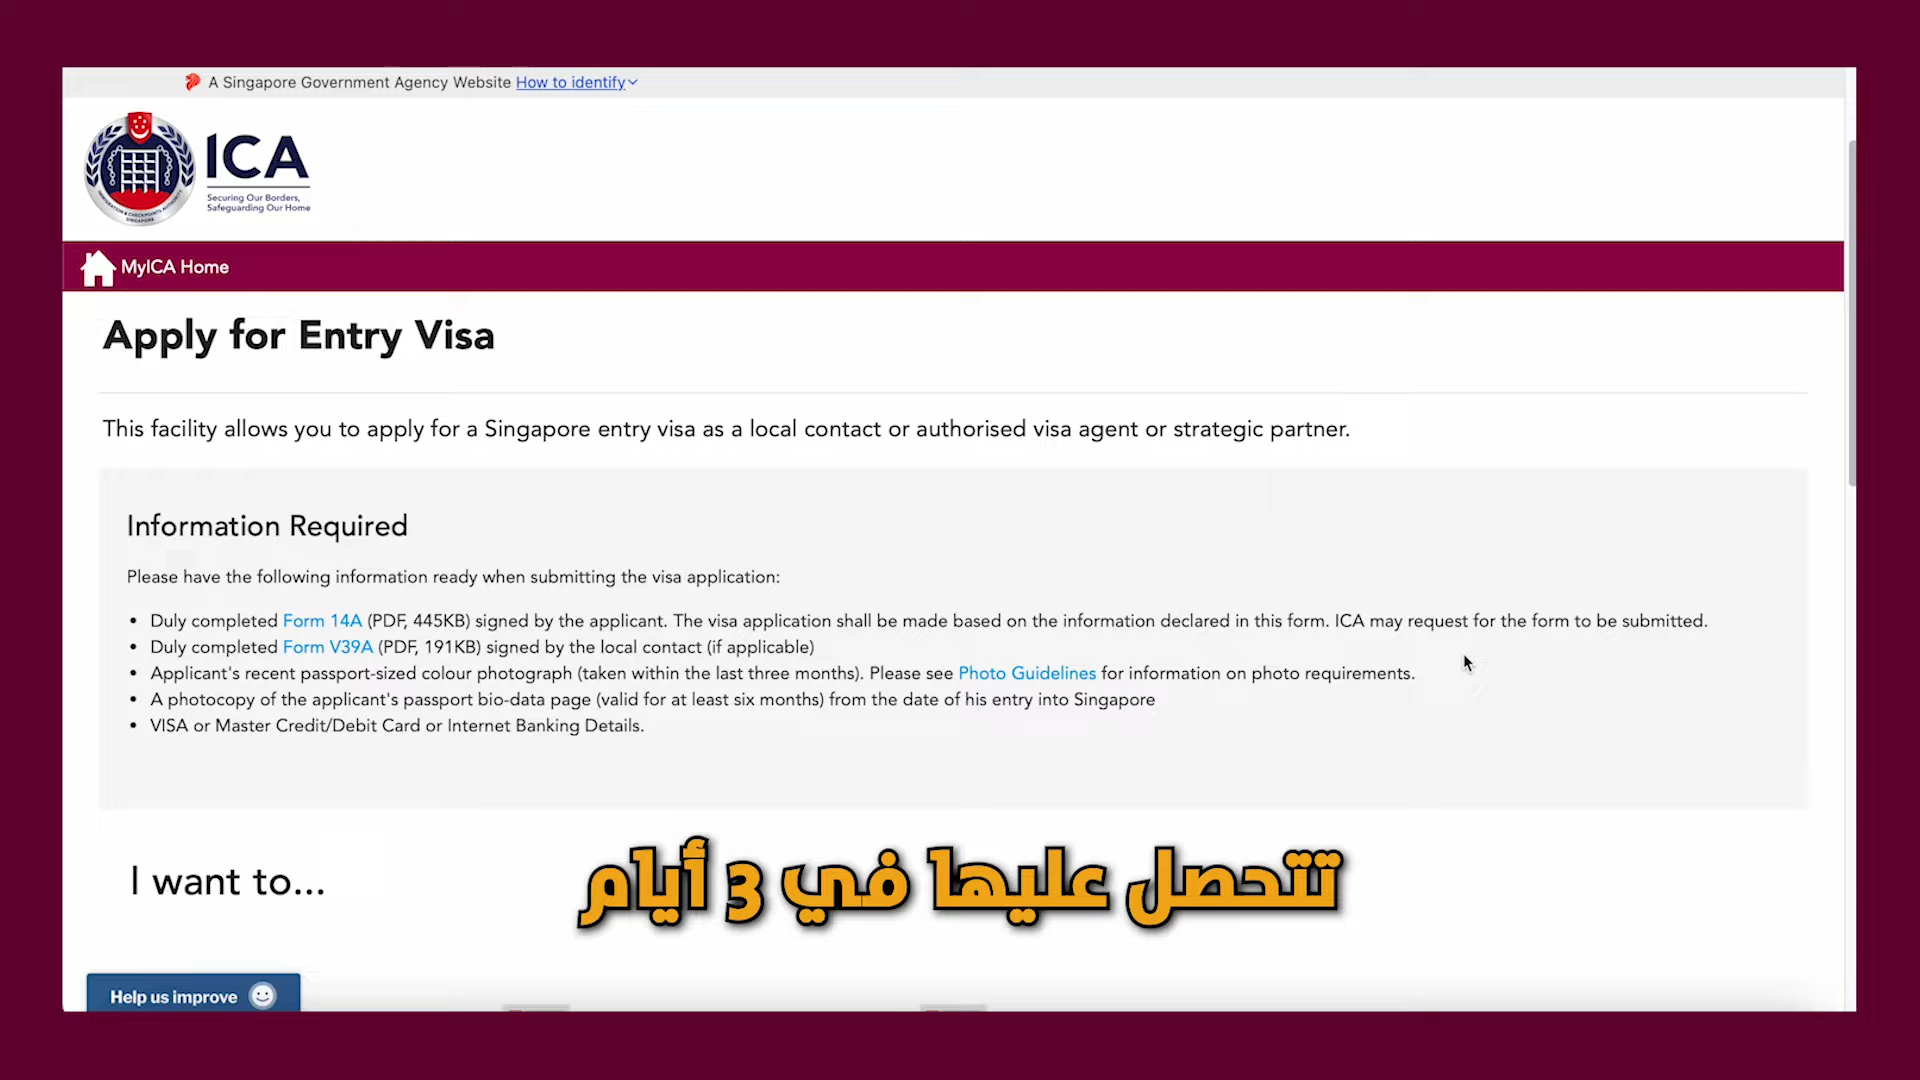 A Singapore Government Agency Website How to identify
ICA
Securing Our Borders,
Safeguarding Our Home
IMMIGRATION & CHECKPOINTS AUTHORITY
SINGAPORE
MyICA Home
Apply for Entry Visa
This facility allows you to apply for a Singapore entry visa as a local contact or authorised visa agent or strategic partner.
Information Required
Please have the following information ready when submitting the visa application:
• Duly completed Form 14A (PDF, 445KB) signed by the applicant. The visa application shall be made based on the information declared in this form. ICA may request for the form to be submitted.
• Duly completed Form V39A (PDF, 191KB) signed by the local contact (if applicable)
• Applicant's recent passport-sized colour photograph (taken within the last three months). Please see Photo Guidelines for information on photo requirements.
• A photocopy of the applicant's passport bio-data page (valid for at least six months) from the date of his entry into Singapore
• VISA or Master Credit/Debit Card or Internet Banking Details.
I want to...
تتحصل عليها في 3 أيام
Help us improve